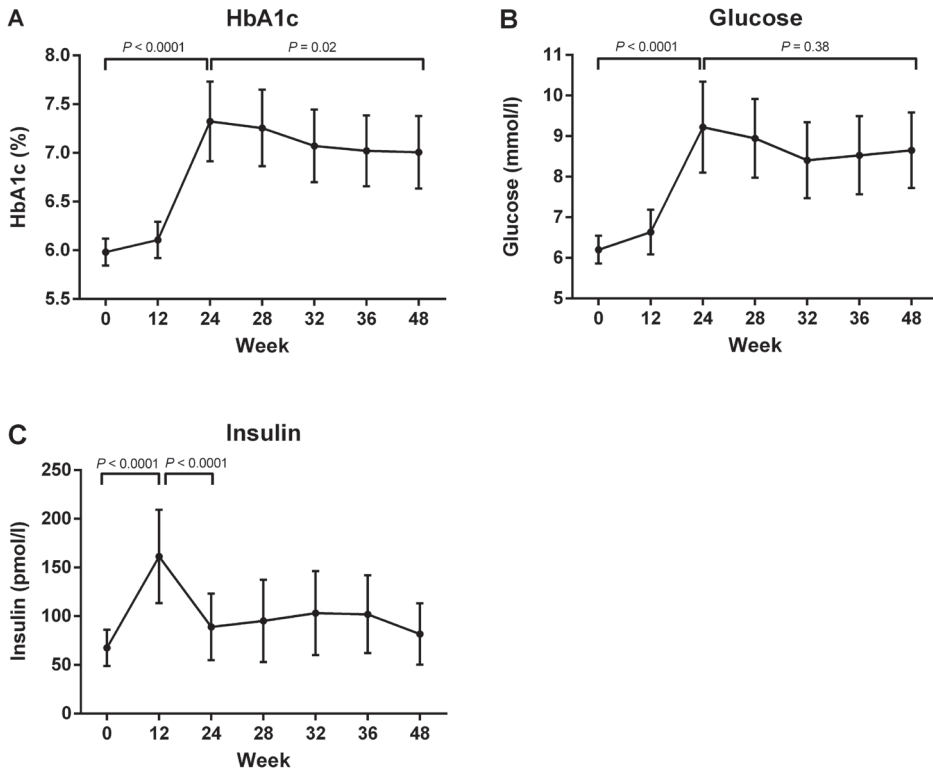 A
HbA1c
P < 0.0001
P = 0.02
8.0
7.5
7.0
6.5
6.0
5.5
HbA1c (%)
0 12 24 28 32 36 48
Week
B
Glucose
P < 0.0001
P = 0.38
11
10
9
8
7
6
5
Glucose (mmol/l)
0 12 24 28 32 36 48
Week
C
Insulin
P < 0.0001 P < 0.0001
250
200
150
100
50
0
Insulin (pmol/l)
0 12 24 28 32 36 48
Week